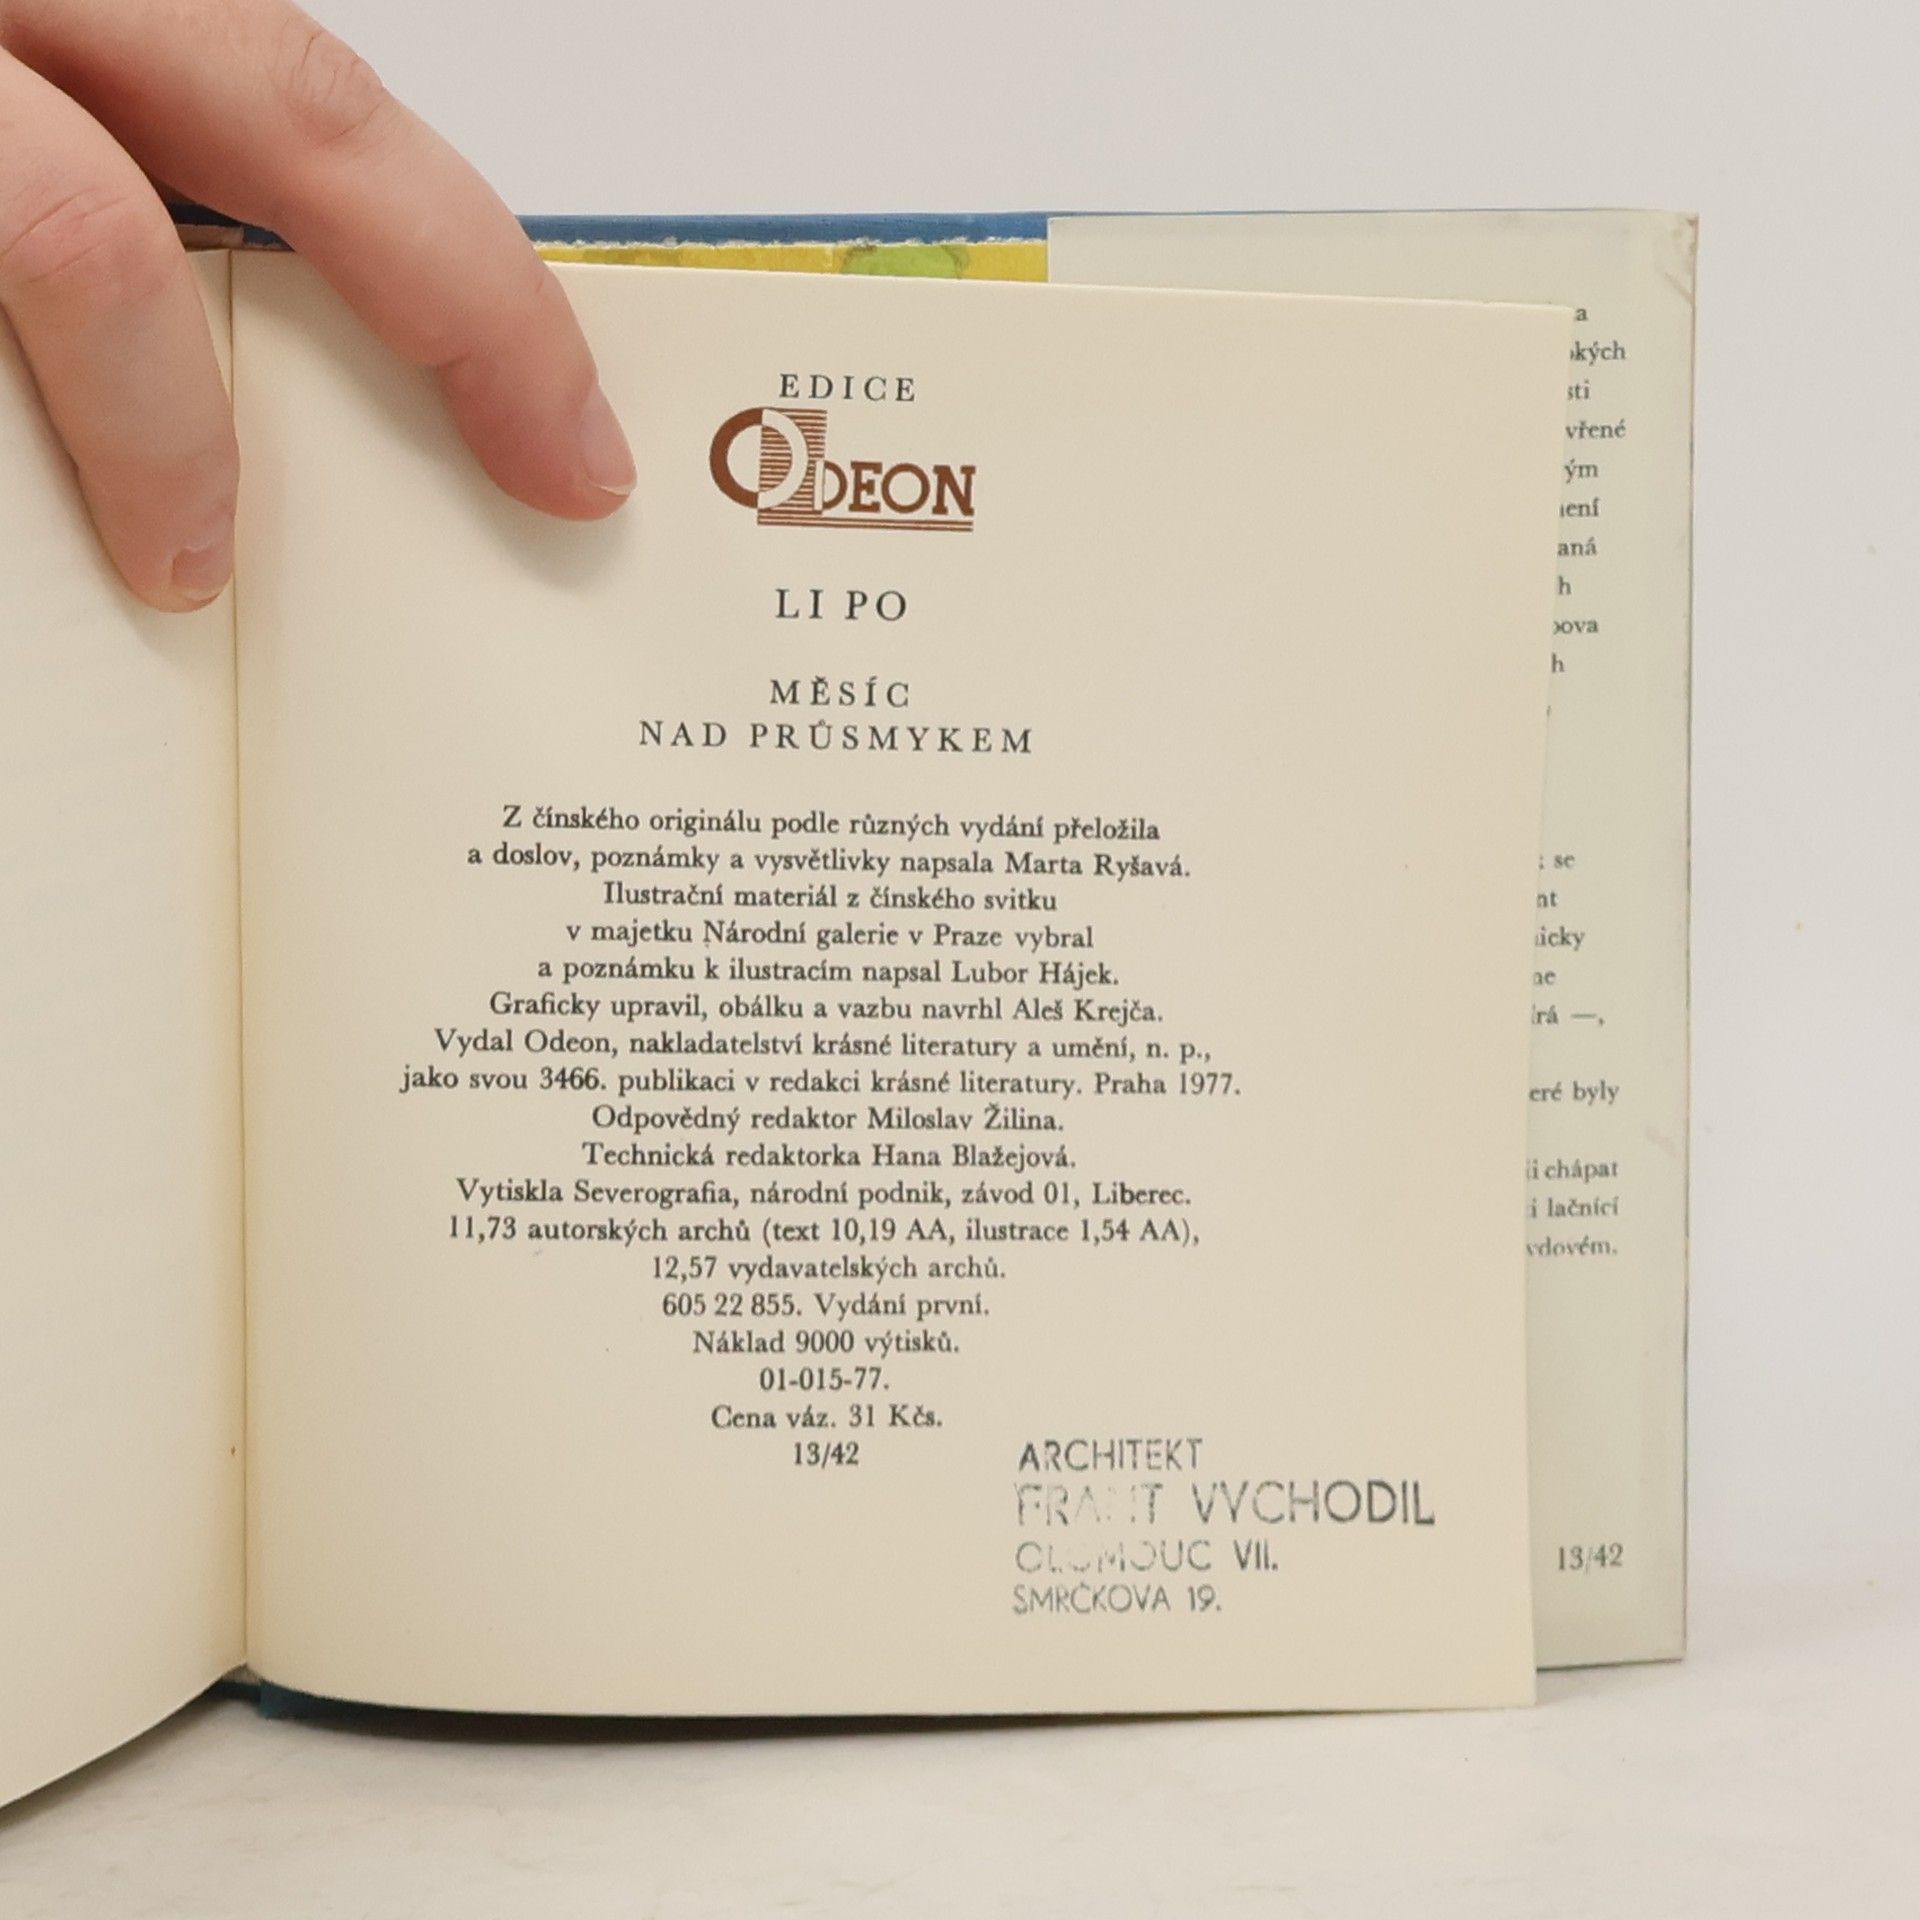 EDICE
ODEON
LI PO
MĚSÍC
NAD PRŮSMYKEM
Z čínského originálu podle různých vydání přeložila
a doslov, poznámky a vysvětlivky napsala Marta Ryšavá.
Ilustrační materiál z čínského svitku
v majetku Národní galerie v Praze vybral
a poznámku k ilustracím napsal Lubor Hájek.
Graficky upravil, obálku a vazbu navrhl Aleš Krejča.
Vydal Odeon, nakladatelství krásné literatury a umění, n. p.,
jako svou 3466. publikaci v redakci krásné literatury. Praha 1977.
Odpovědný redaktor Miloslav Žilina.
Technická redaktorka Hana Blažejová.
Vytiskla Severografia, národní podnik, závod 01, Liberec.
11,73 autorských archů (text 10,19 AA, ilustrace 1,54 AA),
12,57 vydavatelských archů.
605 22 855. Vydání první.
Náklad 9000 výtisků.
01-015-77.
Cena váz. 31 Kčs.
13/42
ARCHITEKT
VYCHODIL
OLOMOUC VII.
SMRČKOVA 19.
se
byly
chápat
lačnící
13/42